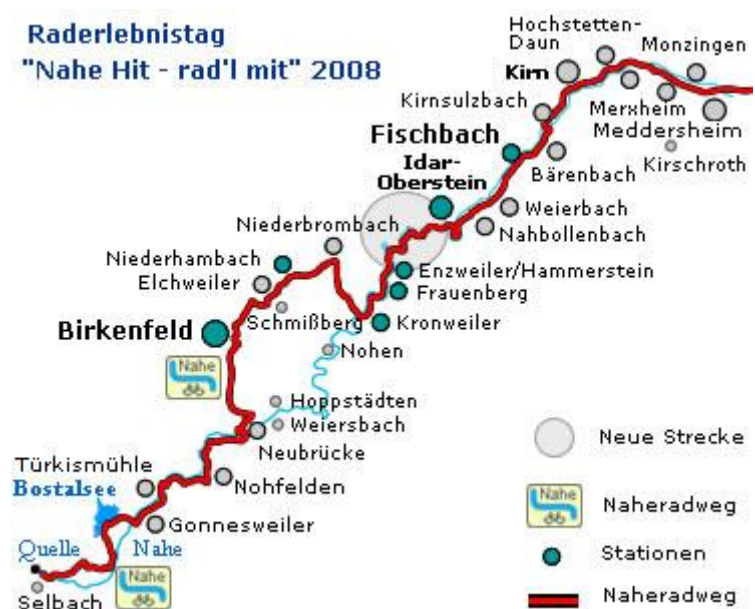 Raderlebnistag
"Nahe Hit - rad'l mit" 2008
Hochstetten-
Daun
Monzingen
Kirn
Kirnsulzbach
Merxheim
Meddersheim
Fischbach
Kirschroth
Idar-
Oberstein
Bärenbach
Weierbach
Niederbrombach
Nahbollenbach
Niederhambach
Enzweiler/Hammerstein
Elchweiler
Frauenberg
Schmißberg
Kronweiler
Birkenfeld
Nohen
Nahe
Hoppstädten
Weiersbach
Neubrücke
Neue Strecke
Türkismühle
Nohfelden
Bostalsee
Nahe
Naheradweg
Gonnesweiler
Quelle
Nahe
Stationen
Nahe
Selbach
Naheradweg